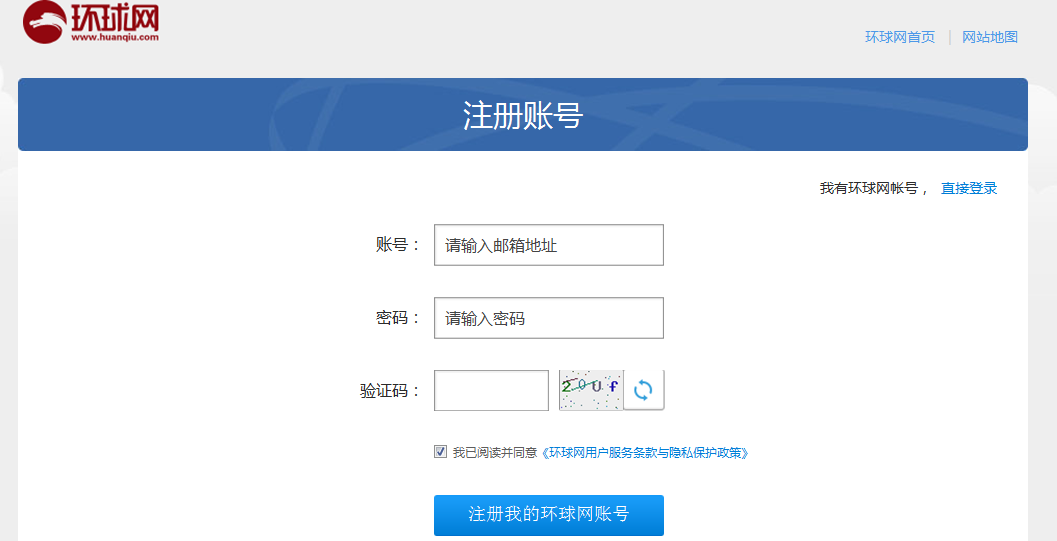 环球网
www.huanqiu.com
环球网首页 | 网站地图
注册账号
我有环球网帐号， 直接登录
账号： 请输入邮箱地址
密码： 请输入密码
验证码： 20Uf
我已阅读并同意《环球网用户服务条款与隐私保护政策》
注册我的环球网账号